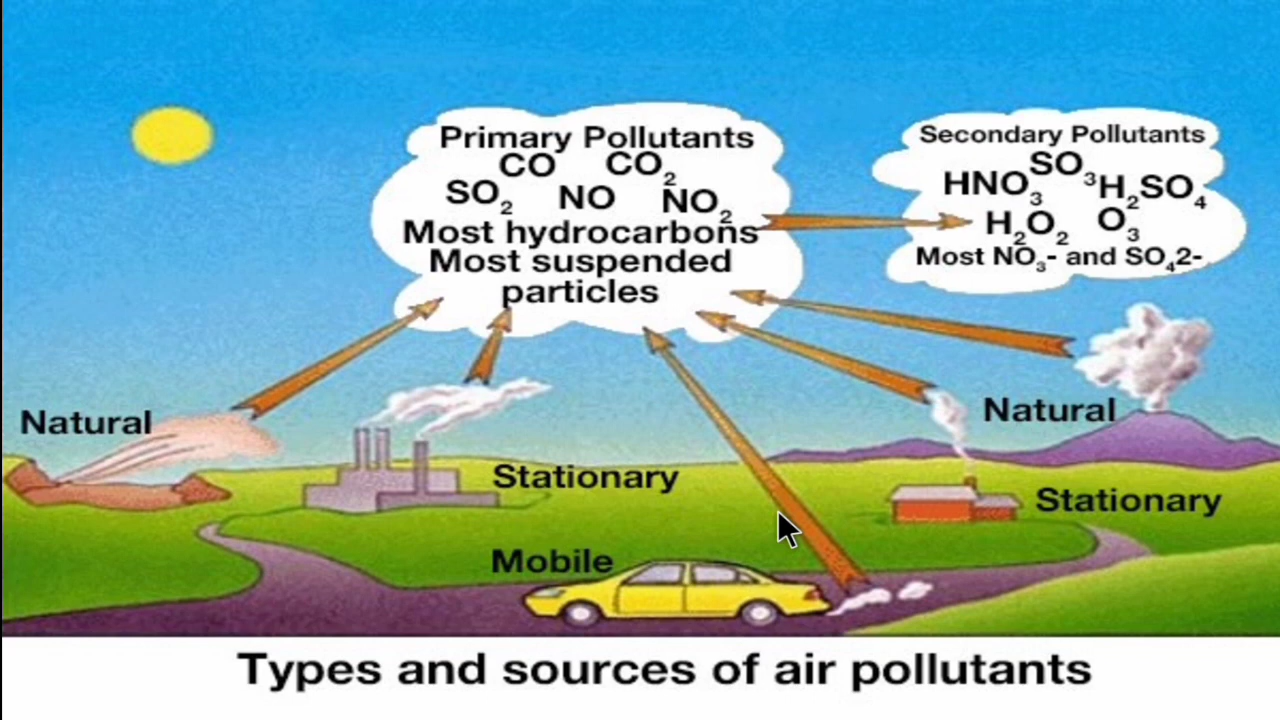 Primary Pollutants
CO CO₂
SO₂ NO NO₂
Most hydrocarbons
Most suspended
particles
Secondary Pollutants
SO₃
HNO₃ H₂SO₄
H₂O₂ O₃
Most NO₃- and SO₄2-
Natural
Natural
Stationary
Stationary
Mobile
Types and sources of air pollutants